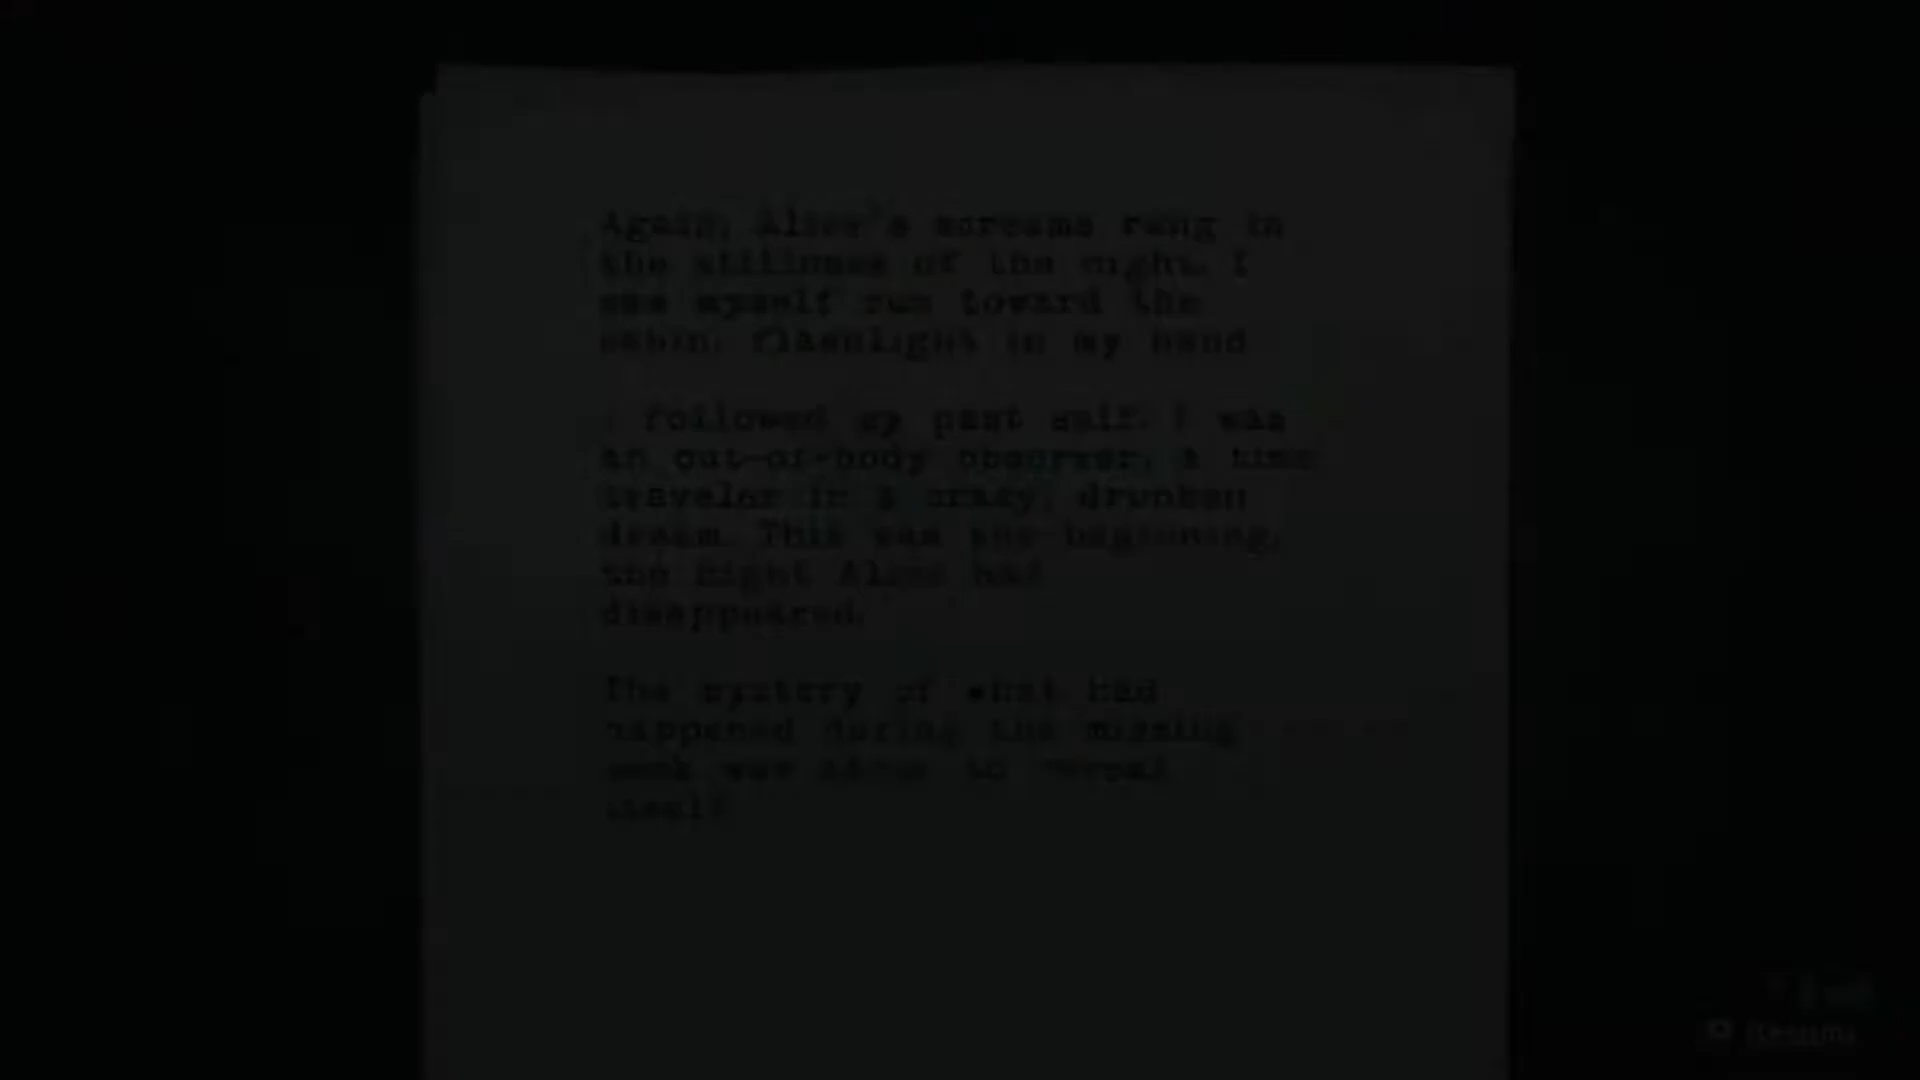 Again, Alice's screams rang in
the stillness of the night. I
saw myself run toward the
cabin, flashlight in my hand
I followed my past self. I was
an out-of-body observer, a time
traveler in a crazy, drunken
dream. This was the beginning,
the night Alice had
disappeared.
The mystery of what had
happened during the missing
week was about to reveal
itself
Resume